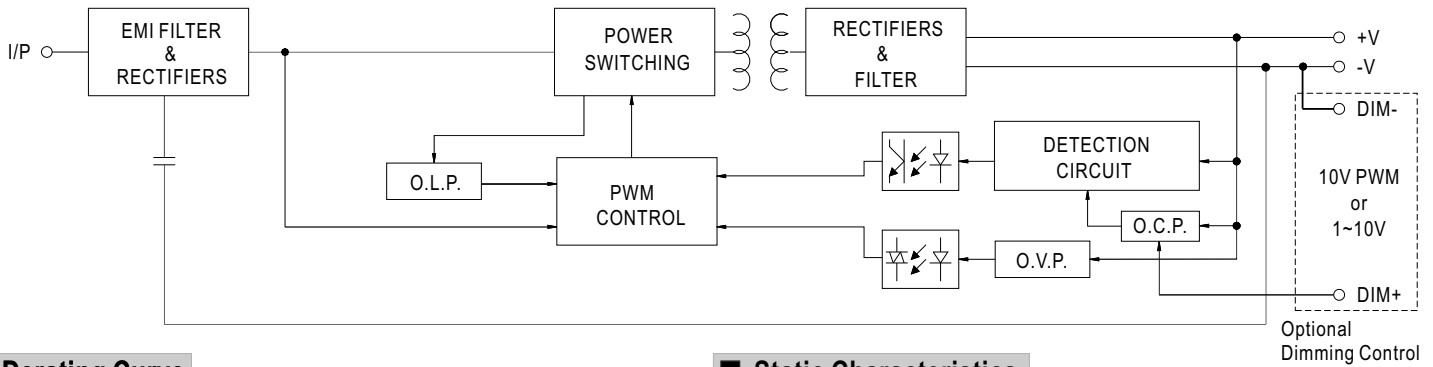 I/P
EMI FILTER
&
RECTIFIERS
POWER
SWITCHING
RECTIFIERS
&
FILTER
+V
-V
DIM-
10V PWM
or
1~10V
DIM+
Optional
Dimming Control
O.L.P.
PWM
CONTROL
DETECTION
CIRCUIT
O.C.P.
O.V.P.
Derating Curve
■ Static Characteristics